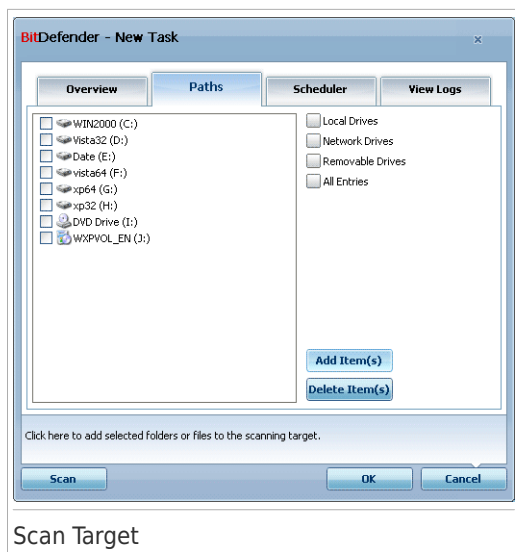 BitDefender - New Task
Overview
Paths
Scheduler
View Logs
WIN2000 (C:)
Vista32 (D:)
Date (E:)
vista64 (F:)
xp64 (G:)
xp32 (H:)
DVD Drive (I:)
WXPVOL_EN (J:)
Local Drives
Network Drives
Removable Drives
All Entries
Add Item(s)
Delete Item(s)
Click here to add selected folders or files to the scanning target.
Scan
OK
Cancel
Scan Target